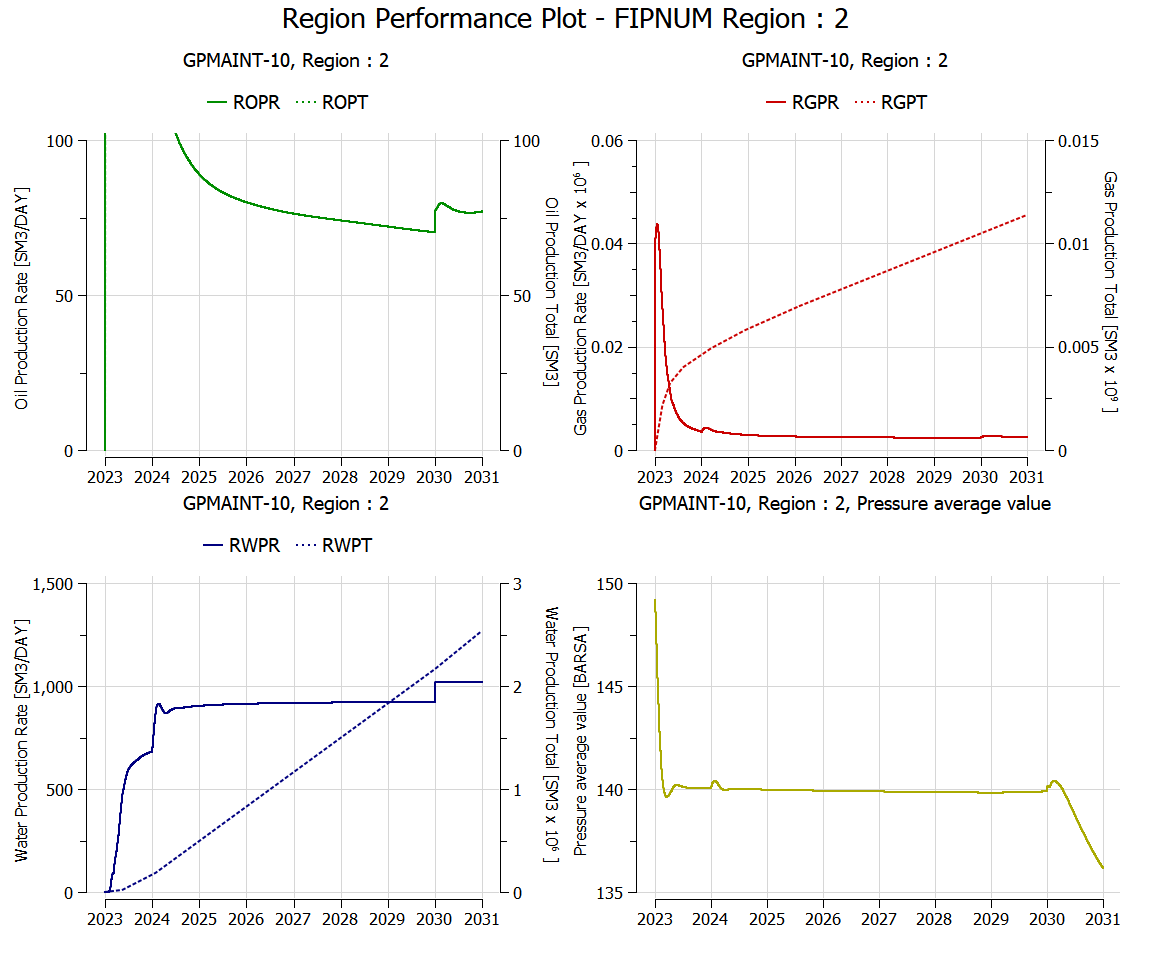 Region Performance Plot - FIPNUM Region : 2
GPMAINT-10, Region : 2
ROPR ROPT
Oil Production Rate [SM3/DAY]
100
50
0
100
50
0
Oil Production Total [SM3]
2023 2024 2025 2026 2027 2028 2029 2030 2031
GPMAINT-10, Region : 2
RGPR RGPT
Gas Production Rate [SM3/DAY x 10⁶ ]
0.06
0.04
0.02
0
0.015
0.01
0.005
0
Gas Production Total [SM3 x 10⁹ ]
2023 2024 2025 2026 2027 2028 2029 2030 2031
GPMAINT-10, Region : 2
RWPR RWPT
Water Production Rate [SM3/DAY]
1,500
1,000
500
0
3
2
1
0
Water Production Total [SM3 x 10⁶ ]
2023 2024 2025 2026 2027 2028 2029 2030 2031
GPMAINT-10, Region : 2, Pressure average value
Pressure average value [BARSA]
150
145
140
135
2023 2024 2025 2026 2027 2028 2029 2030 2031